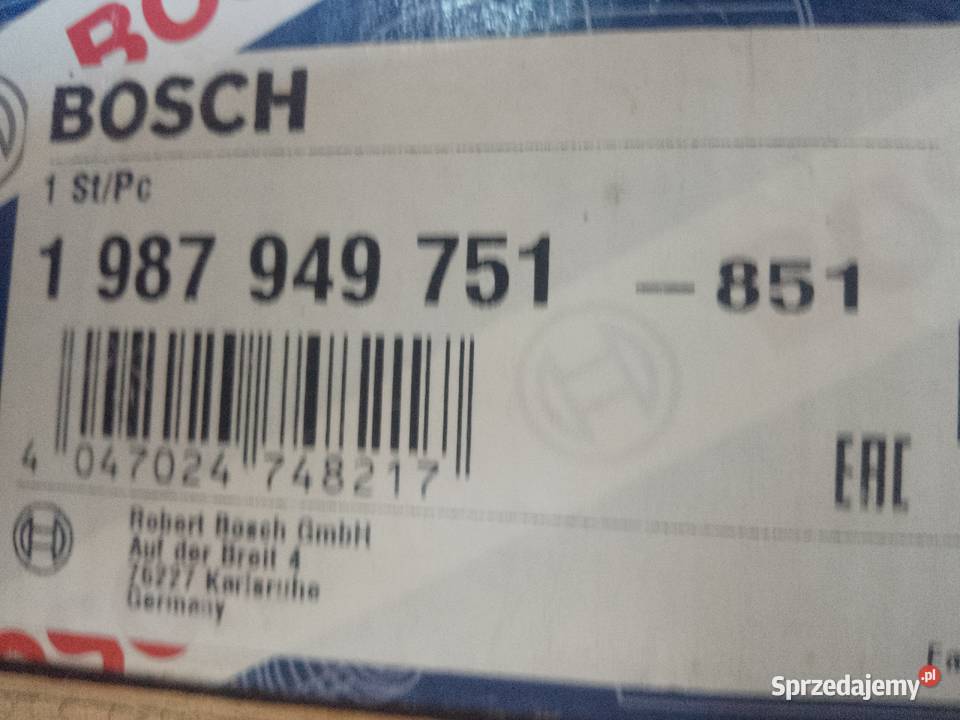 BO
BOSCH
1 St/Pc
1 987 949 751 – 851
4 047024 748217
EAC
Robert Bosch GmbH
Auf der Breit 4
76227 Karlsruhe
Germany
Sprzedajemy.pl